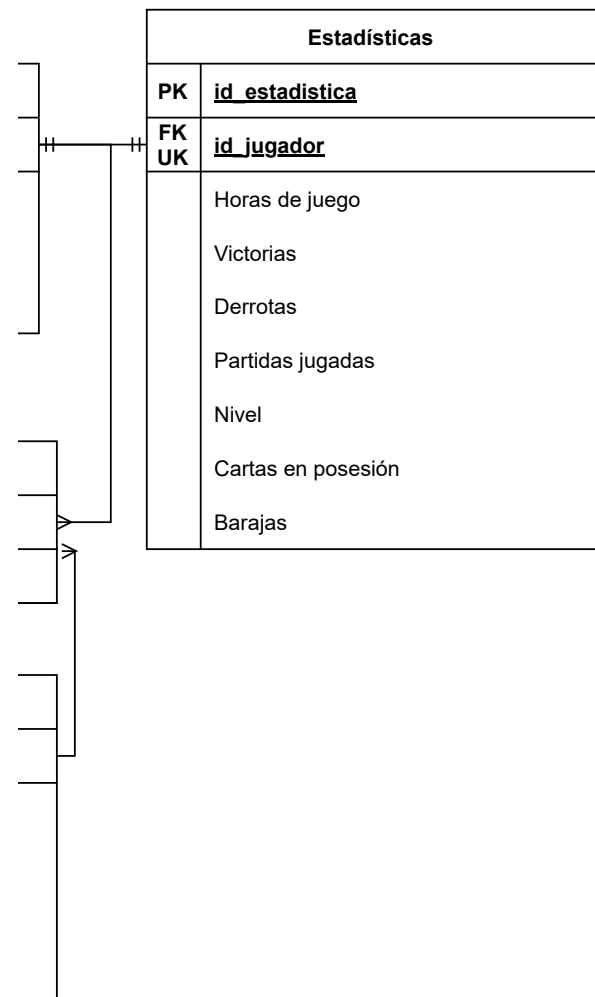 Estadísticas
PK id_estadistica
FK
UK id_jugador
Horas de juego
Victorias
Derrotas
Partidas jugadas
Nivel
Cartas en posesión
Barajas